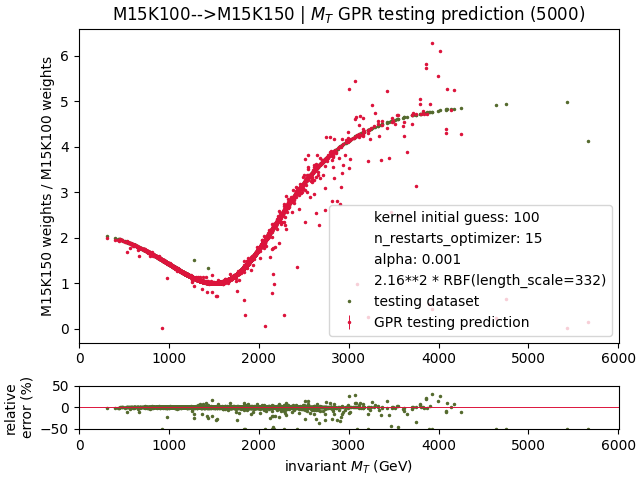 M15K100-->M15K150 | M_T GPR testing prediction (5000)
M15K150 weights / M15K100 weights
6
5
4
3
2
1
0
kernel initial guess: 100
n_restarts_optimizer: 15
alpha: 0.001
2.16**2 * RBF(length_scale=332)
testing dataset
GPR testing prediction
0 1000 2000 3000 4000 5000 6000
relative
error (%)
50
0
−50
0 1000 2000 3000 4000 5000 6000
invariant M_T (GeV)